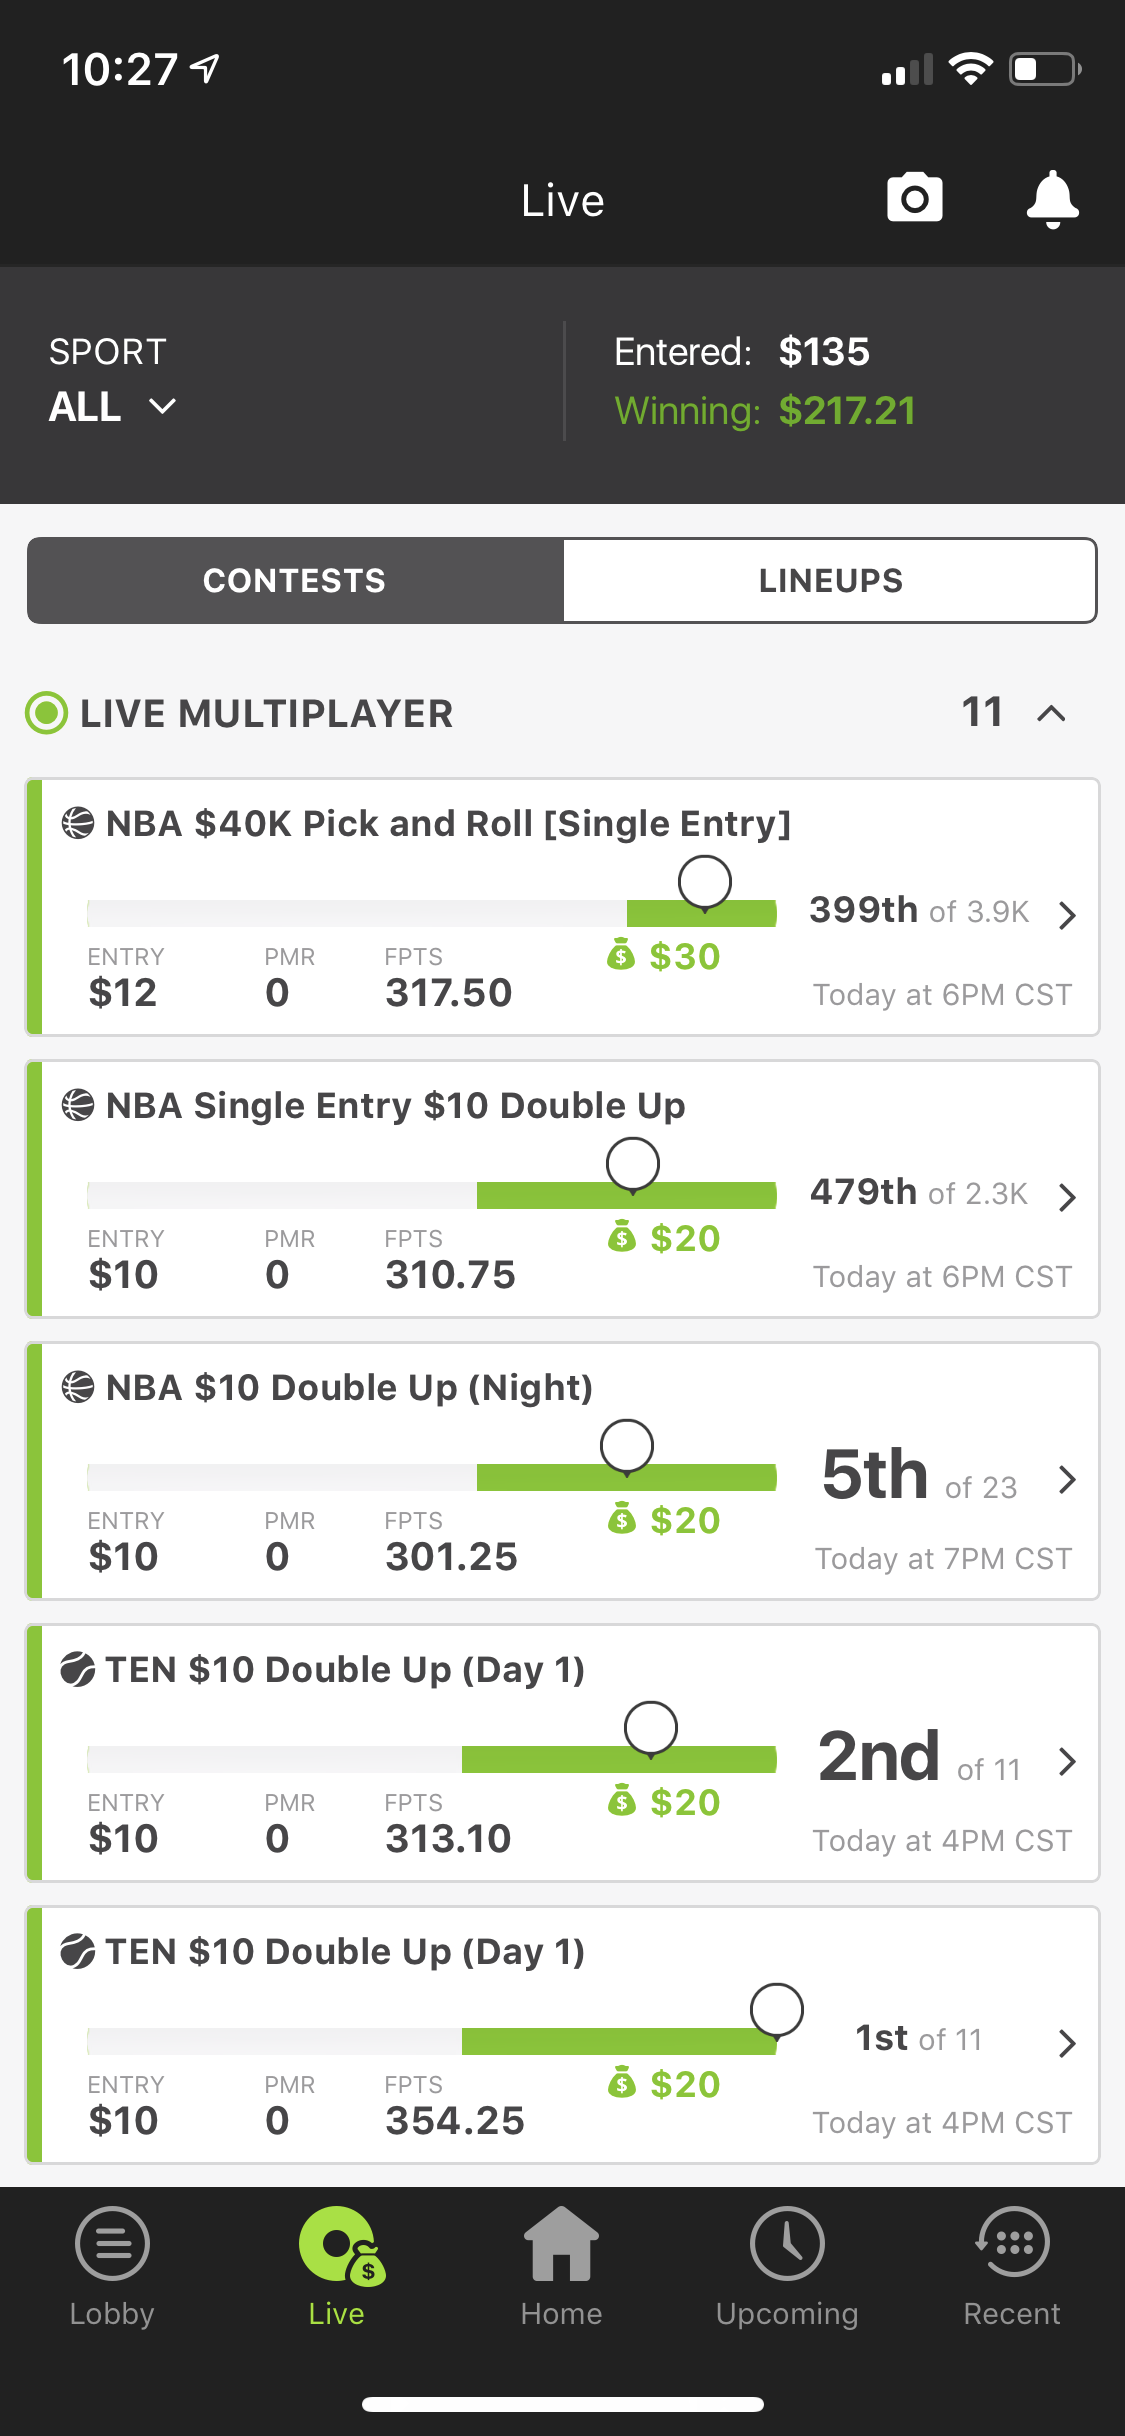 10:27
Live
SPORT
ALL
Entered: $135
Winning: $217.21
CONTESTS
LINEUPS
LIVE MULTIPLAYER
11
NBA $40K Pick and Roll [Single Entry]
399th of 3.9K
ENTRY PMR FPTS
$30
$12 0 317.50
Today at 6PM CST
NBA Single Entry $10 Double Up
479th of 2.3K
ENTRY PMR FPTS
$20
$10 0 310.75
Today at 6PM CST
NBA $10 Double Up (Night)
5th of 23
ENTRY PMR FPTS
$20
$10 0 301.25
Today at 7PM CST
TEN $10 Double Up (Day 1)
2nd of 11
ENTRY PMR FPTS
$20
$10 0 313.10
Today at 4PM CST
TEN $10 Double Up (Day 1)
1st of 11
ENTRY PMR FPTS
$20
$10 0 354.25
Today at 4PM CST
Lobby
Live
Home
Upcoming
Recent